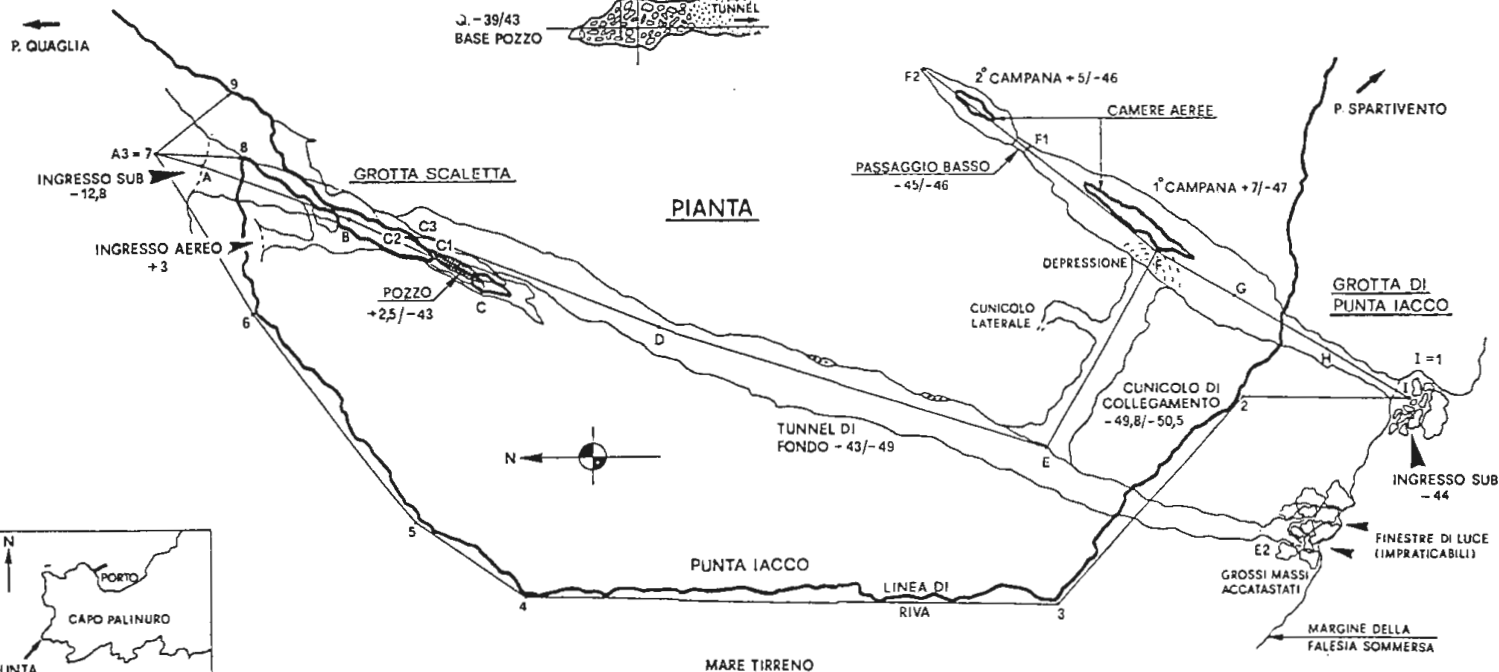 Q.-39/43
BASE POZZO
TUNNEL
P. QUAGLIA
9
F2
2° CAMPANA +5/-46
CAMERE AEREE
P. SPARTIVENTO
A3=7
8
A
INGRESSO SUB
-12,8
GROTTA SCALETTA
F1
PASSAGGIO BASSO
-45/-46
1° CAMPANA +7/-47
PIANTA
INGRESSO AEREO
+3
B
C2
C3
C1
POZZO
+2,5/-43
C
DEPRESSIONE
F
G
GROTTA DI
PUNTA IACCO
CUNICOLO
LATERALE
6
D
H
I=1
I
CUNICOLO DI
COLLEGAMENTO
-49,8/-50,5
2
TUNNEL DI
FONDO -43/-49
N
E
INGRESSO SUB
-44
5
FINESTRE DI LUCE
(IMPRATICABILI)
E2
GROSSI MASSI
ACCATASTATI
N
PORTO
CAPO PALINURO
PUNTA IACCO
LINEA DI
RIVA
4
3
MARGINE DELLA
FALESIA SOMMERSA
MARE TIRRENO